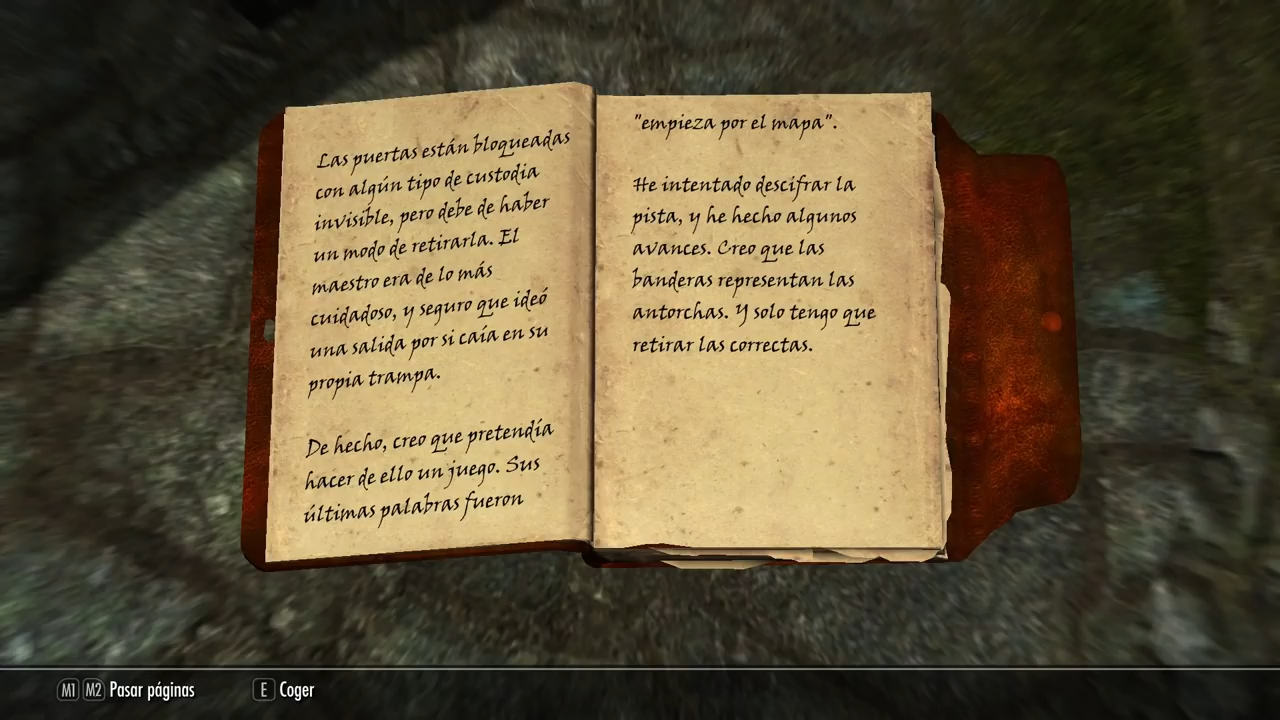 Las puertas están bloqueadas
con algún tipo de custodia
invisible, pero debe de haber
un modo de retirarla. El
maestro era de lo más
cuidadoso, y seguro que ideó
una salida por si caía en su
propia trampa.
De hecho, creo que pretendía
hacer de ello un juego. Sus
últimas palabras fueron
"empieza por el mapa".
He intentado descifrar la
pista, y he hecho algunos
avances. Creo que las
banderas representan las
antorchas. Y solo tengo que
retirar las correctas.
M1 M2 Pasar páginas E Coger